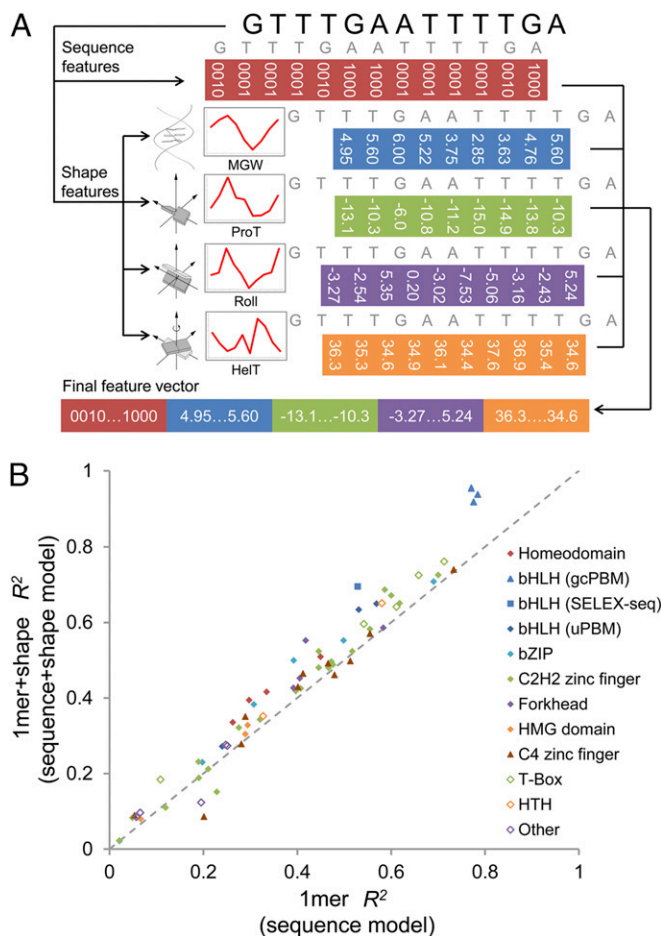 A
GTTTGAATTTTGA
Sequence features
G T T T G A A T T T T G A
0010 0001 0001 0001 0010 1000 1000 0001 0001 0001 0001 0010 1000
Shape features
G T T T G A A T T T T G A
4.95 5.60 6.00 5.22 3.75 2.85 3.63 4.76 5.60
MGW
G T T T G A A T T T T G A
-13.1 -10.3 -6.0 -10.8 -11.2 -15.0 -14.9 -13.8 -10.3
ProT
G T T T G A A T T T T G A
-3.27 -2.54 5.35 0.20 -3.02 -7.53 -5.06 -3.16 -2.43 5.24
Roll
G T T T G A A T T T T G A
36.3 35.3 34.6 34.9 36.1 34.4 37.6 36.9 35.4 34.6
HelT
Final feature vector
0010...1000 4.95...5.60 -13.1...-10.3 -3.27...5.24 36.3....34.6
B
1mer+shape R²
(sequence+shape model)
1
0.8
0.6
0.4
0.2
0
0 0.2 0.4 0.6 0.8 1
1mer R²
(sequence model)
Homeodomain
bHLH (gcPBM)
bHLH (SELEX-seq)
bHLH (uPBM)
bZIP
C2H2 zinc finger
Forkhead
HMG domain
C4 zinc finger
T-Box
HTH
Other